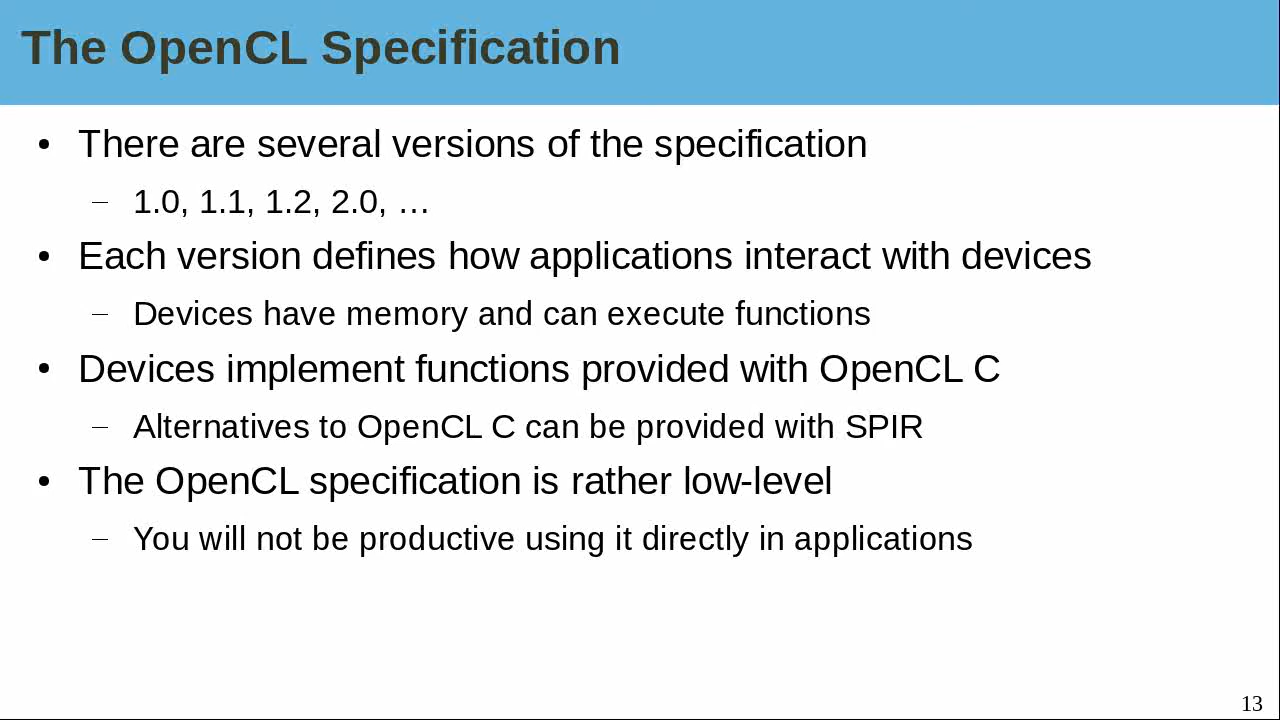 The OpenCL Specification
• There are several versions of the specification
– 1.0, 1.1, 1.2, 2.0, …
• Each version defines how applications interact with devices
– Devices have memory and can execute functions
• Devices implement functions provided with OpenCL C
– Alternatives to OpenCL C can be provided with SPIR
• The OpenCL specification is rather low-level
– You will not be productive using it directly in applications
13